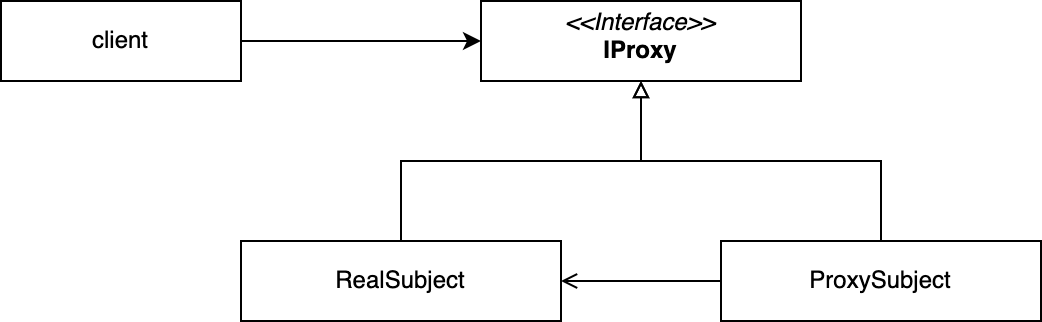 client
<<Interface>>
IProxy
RealSubject
ProxySubject